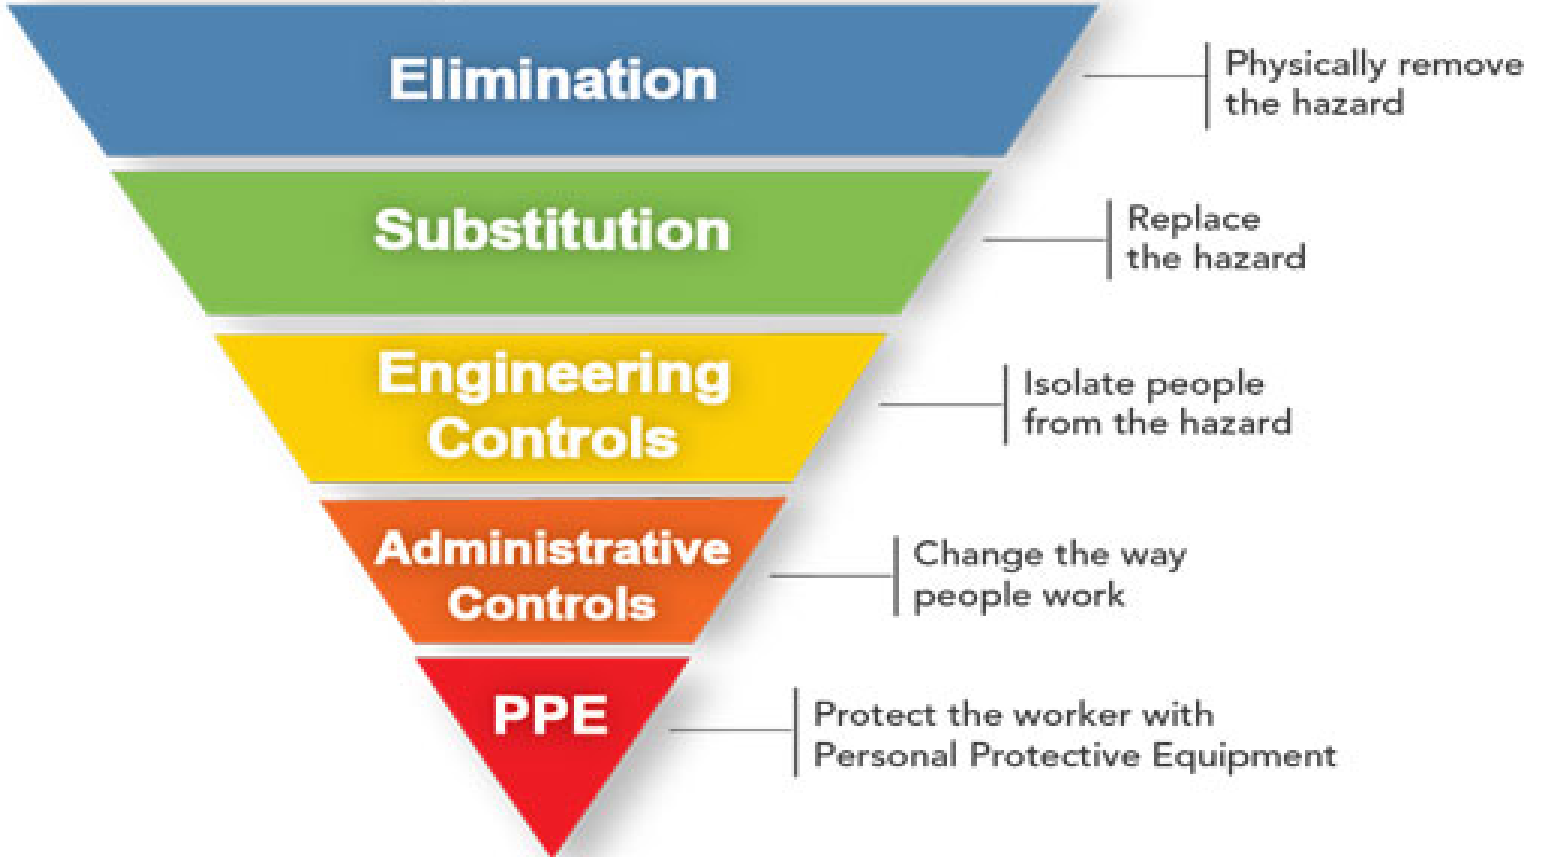 Elimination
Physically remove
the hazard
Substitution
Replace
the hazard
Engineering
Controls
Isolate people
from the hazard
Administrative
Controls
Change the way
people work
PPE
Protect the worker with
Personal Protective Equipment